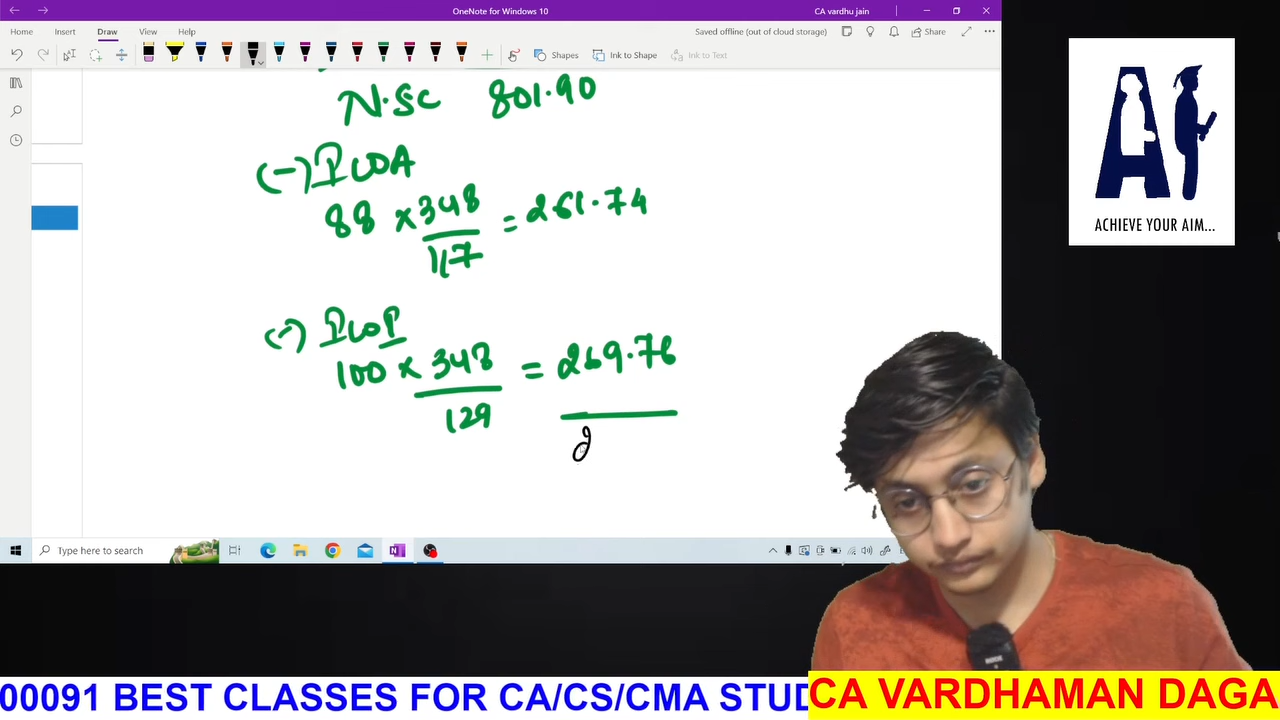 OneNote for Windows 10
CA vardhu jain
Home Insert Draw View Help
Saved offline (out of cloud storage)
Share
Shapes
Ink to Shape
Ink to Text
N.SC 801.90
(-) ICOA
88 × 348 = 261.74
117
(-) ICOI
100 × 348 = 269.76
129
2
ACHIEVE YOUR AIM...
Type here to search
00091 BEST CLASSES FOR CA/CS/CMA STUD
CA VARDHAMAN DAGA